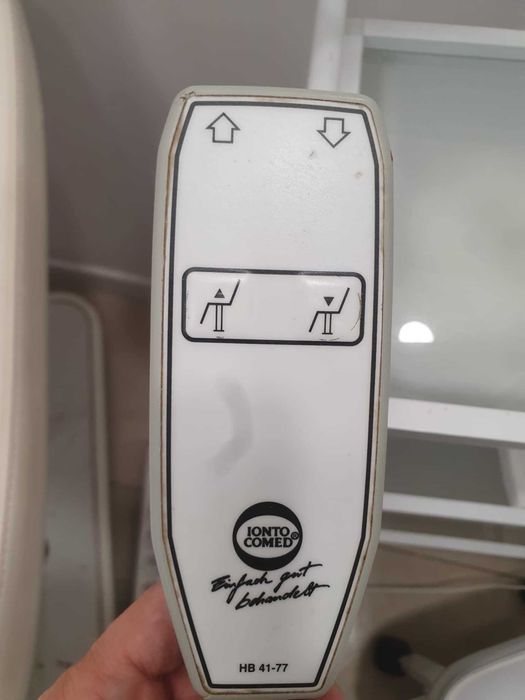 IONTO
COMED®
Einfach gut
behandelt
HB 41-77